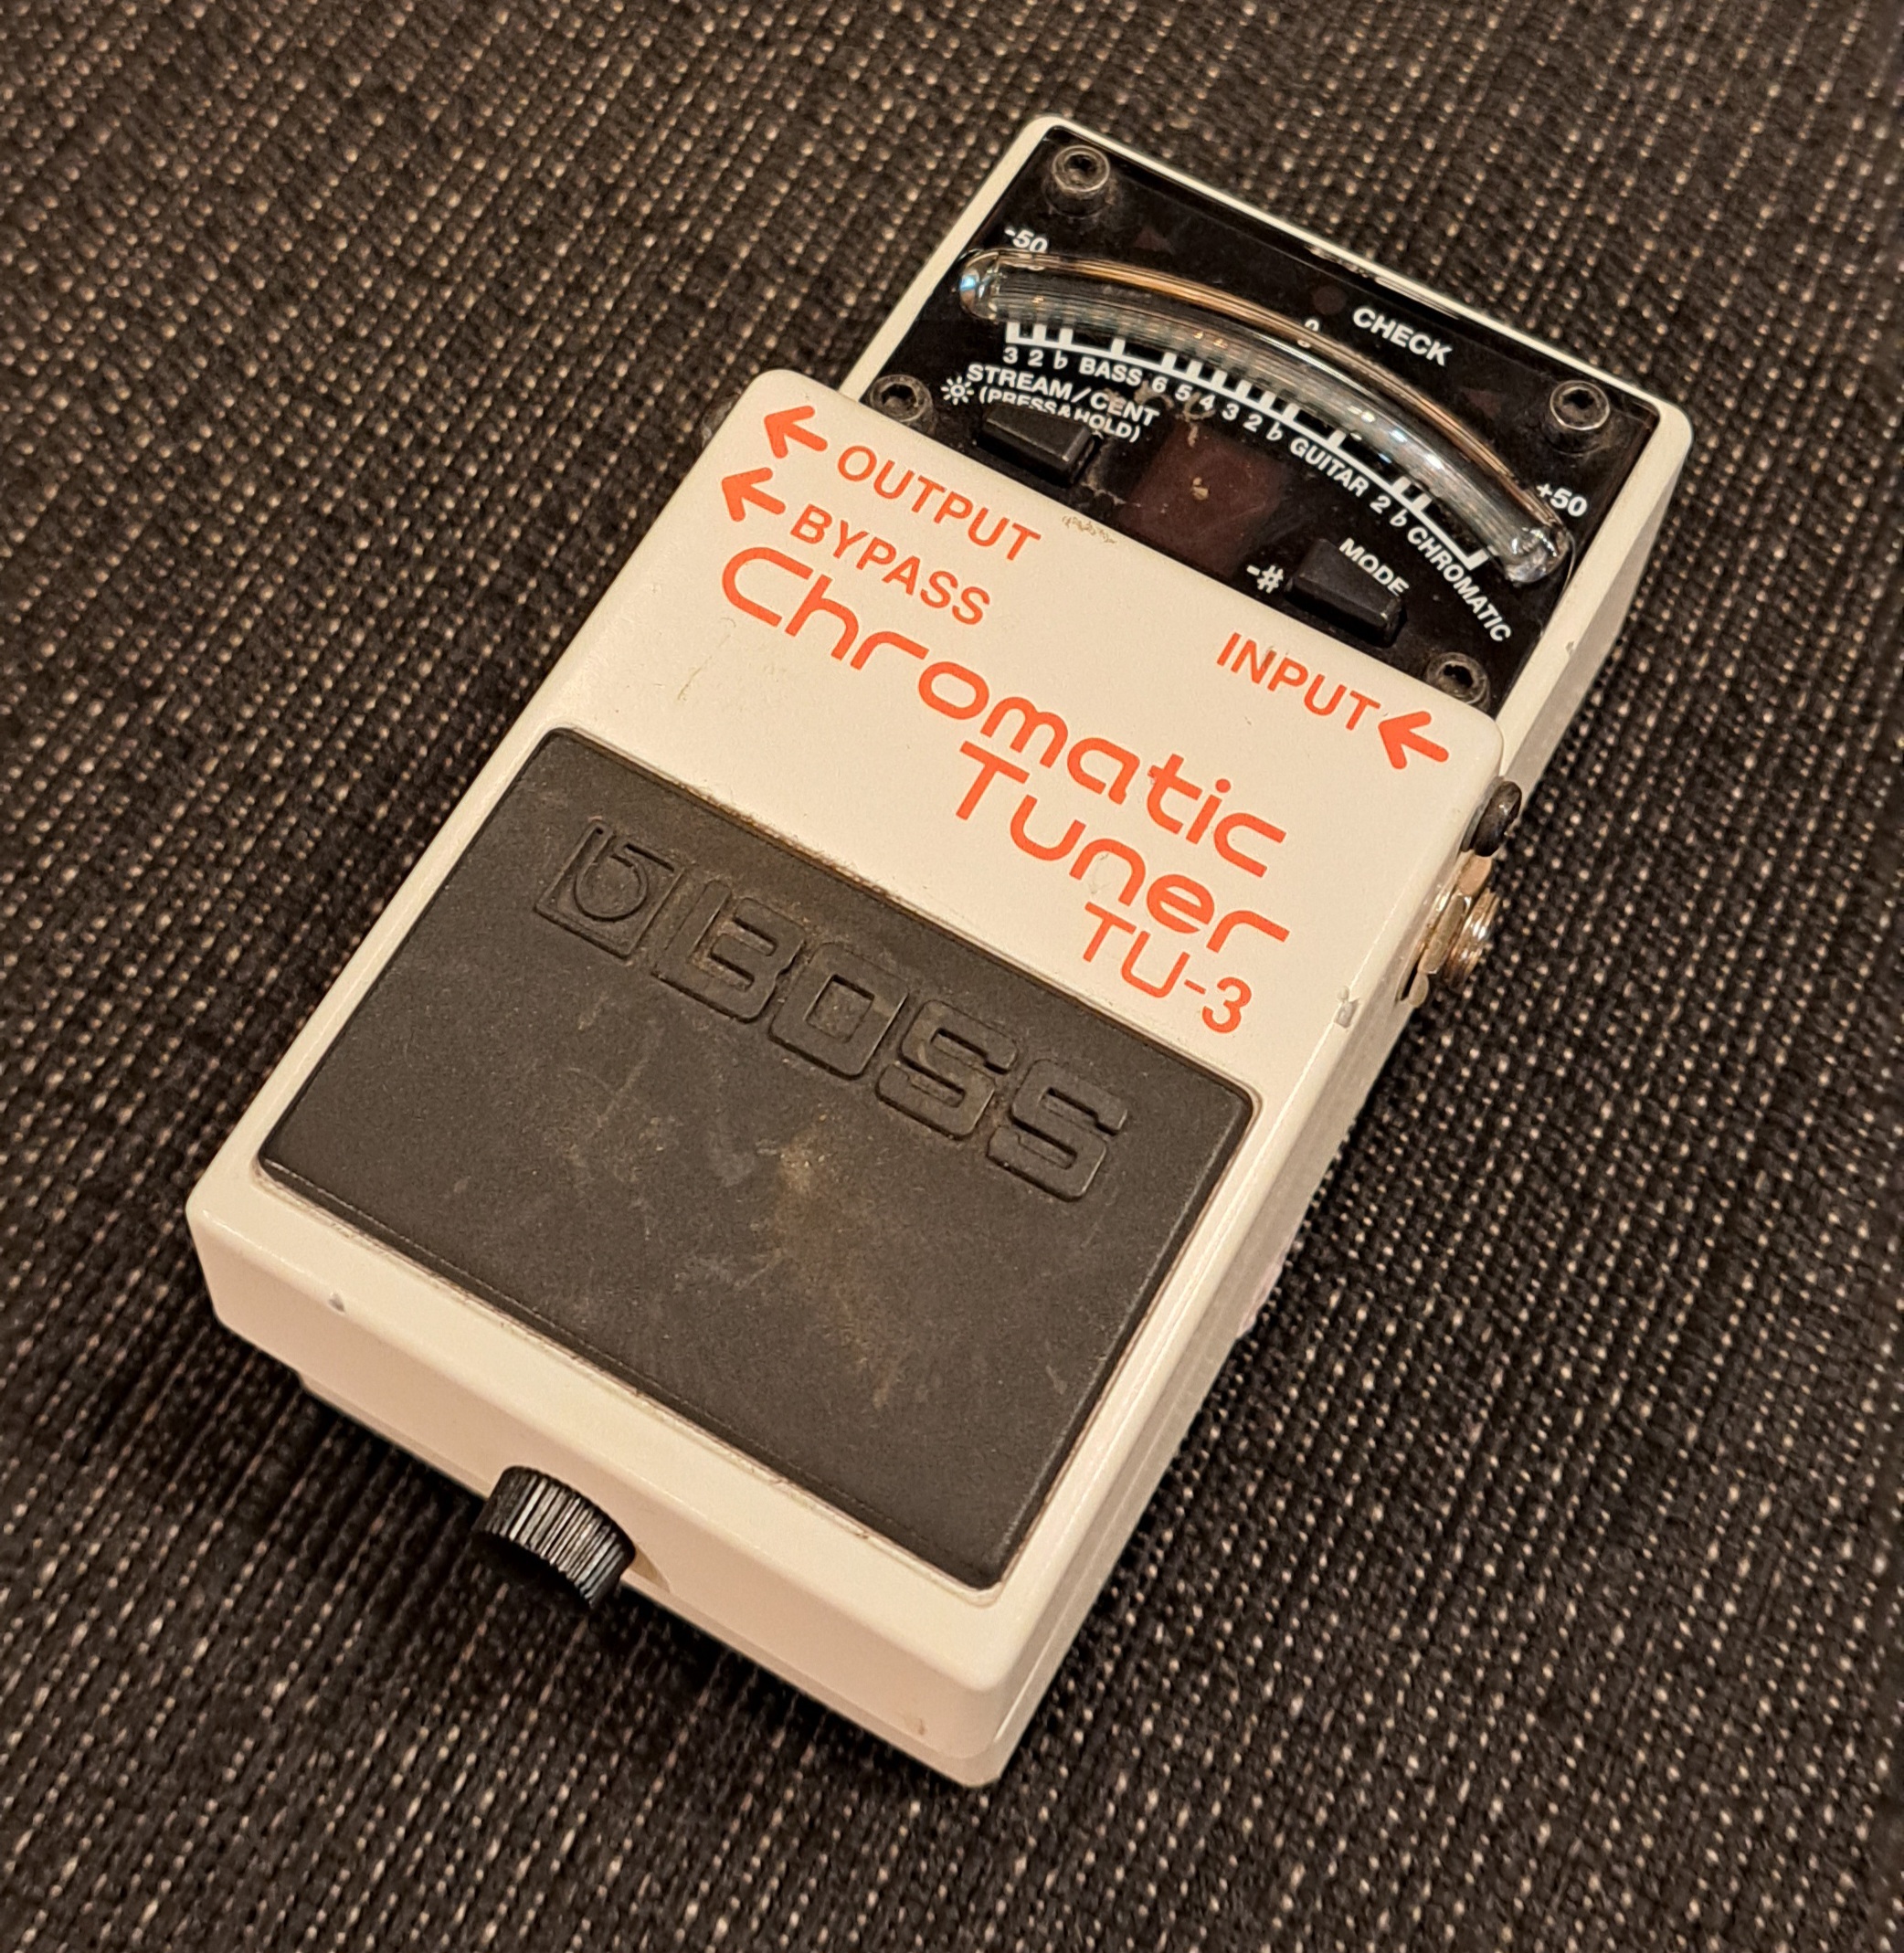 CHECK
-50 0 +50
3 2 ♭ BASS 6 5 4 3 2 ♭ GUITAR 2 ♭ CHROMATIC
STREAM/CENT
(PRESS&HOLD)
MODE
-#
OUTPUT
BYPASS
INPUT
Chromatic
Tuner
TU-3
BOSS